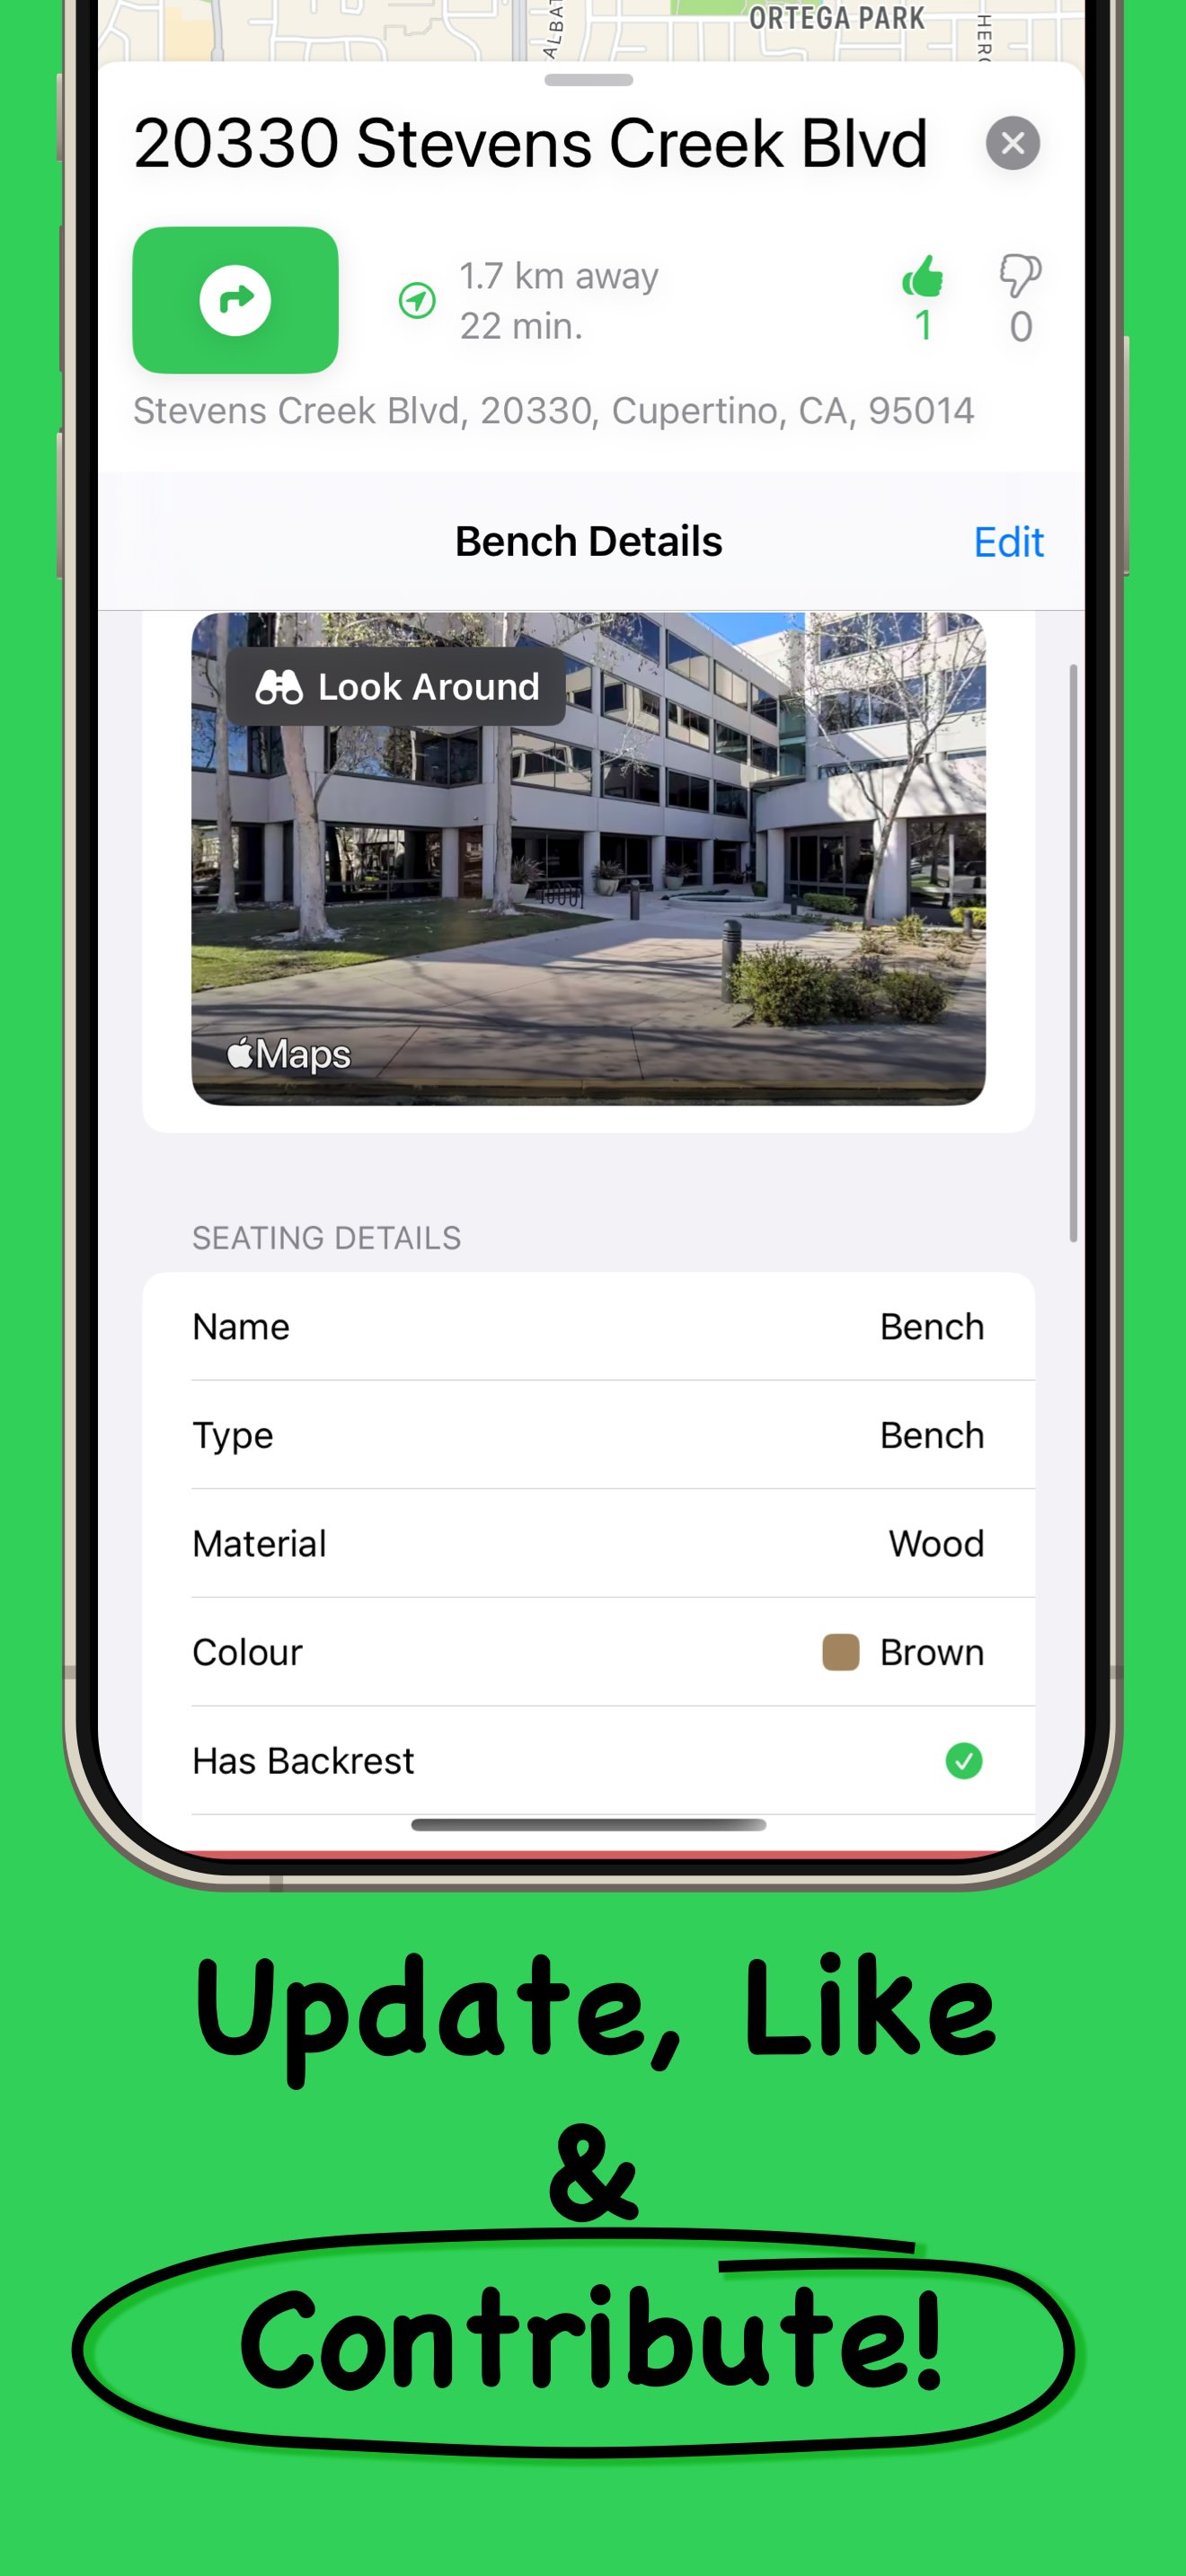 ORTEGA PARK
20330 Stevens Creek Blvd
1.7 km away
22 min.
1
0
Stevens Creek Blvd, 20330, Cupertino, CA, 95014
Bench Details
Edit
Look Around
Maps
SEATING DETAILS
Name Bench
Type Bench
Material Wood
Colour Brown
Has Backrest
Update, Like
&
Contribute!